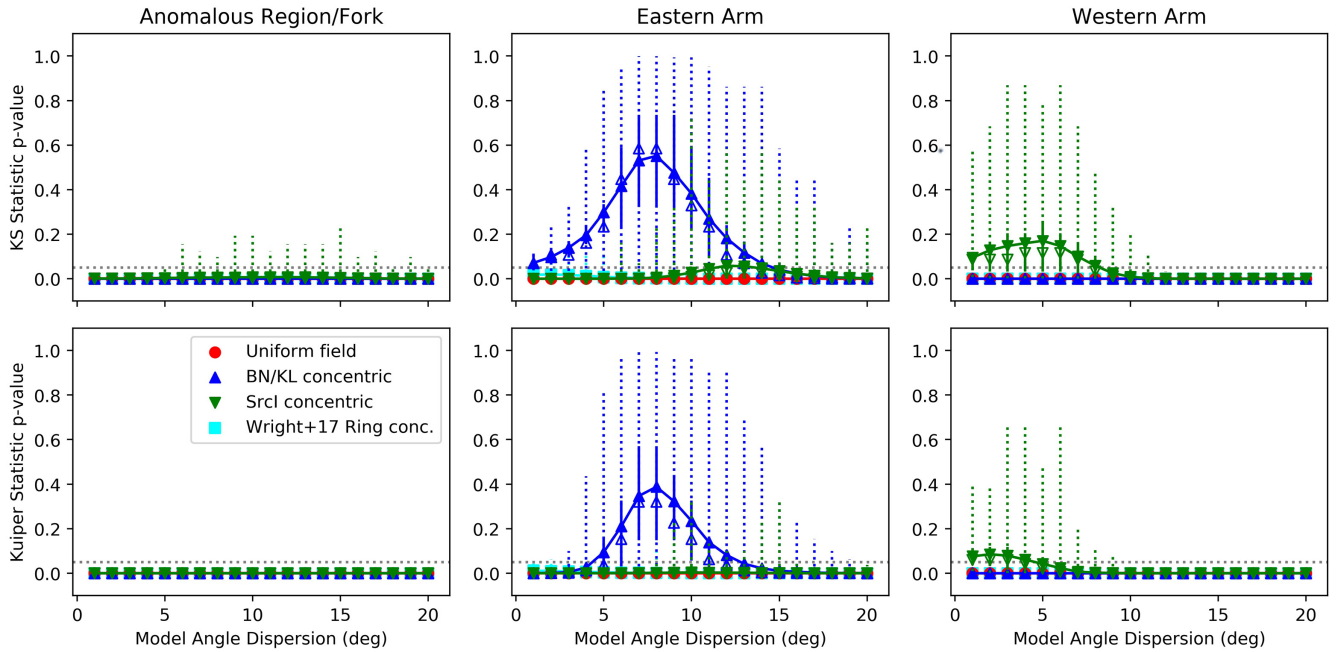 Anomalous Region/Fork
Eastern Arm
Western Arm
KS Statistic p-value
1.0
0.8
0.6
0.4
0.2
0.0
Kuiper Statistic p-value
1.0
0.8
0.6
0.4
0.2
0.0
Uniform field
BN/KL concentric
SrcI concentric
Wright+17 Ring conc.
1.0
0.8
0.6
0.4
0.2
0.0
1.0
0.8
0.6
0.4
0.2
0.0
1.0
0.8
0.6
0.4
0.2
0.0
1.0
0.8
0.6
0.4
0.2
0.0
0 5 10 15 20
Model Angle Dispersion (deg)
0 5 10 15 20
Model Angle Dispersion (deg)
0 5 10 15 20
Model Angle Dispersion (deg)